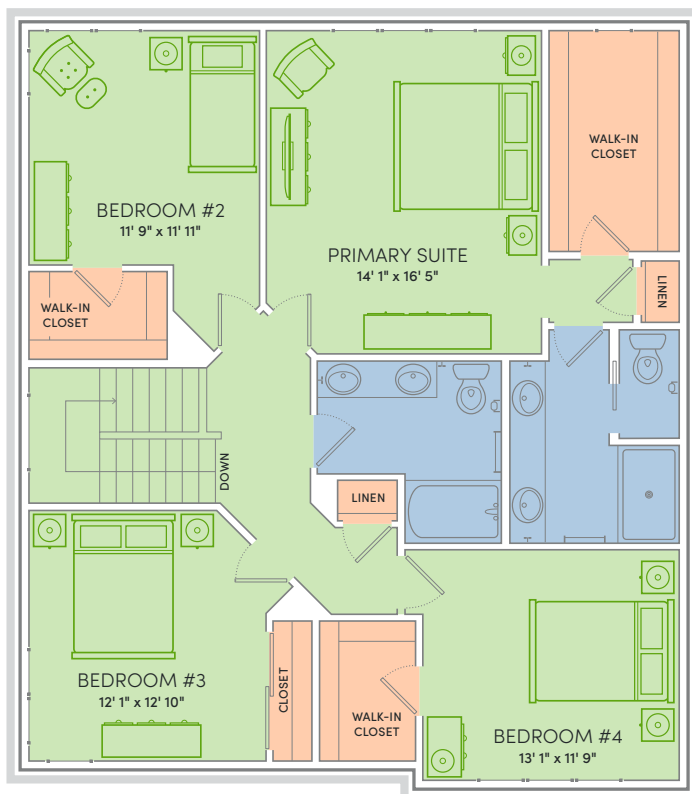 BEDROOM #2
11' 9" x 11' 11"
WALK-IN
CLOSET
PRIMARY SUITE
14' 1" x 16' 5"
LINEN
WALK-IN
CLOSET
DOWN
LINEN
BEDROOM #3
12' 1" x 12' 10"
CLOSET
WALK-IN
CLOSET
BEDROOM #4
13' 1" x 11' 9"